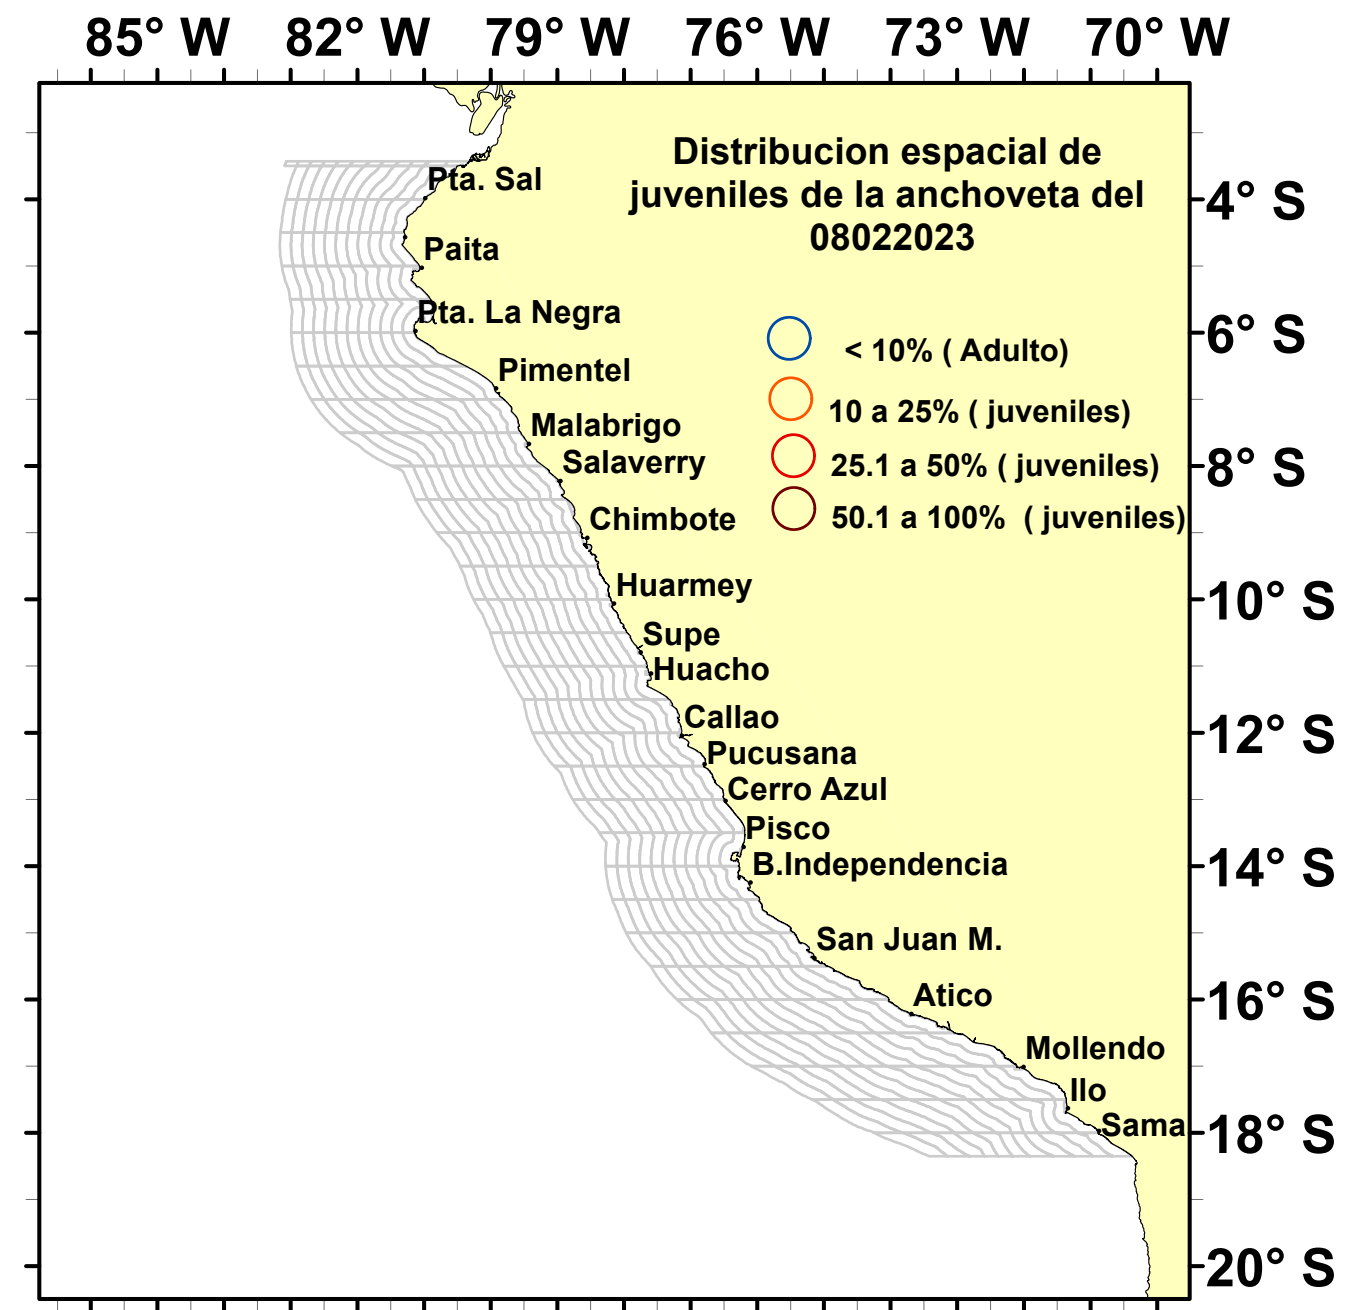 85° W 82° W 79° W 76° W 73° W 70° W
Distribucion espacial de
juveniles de la anchoveta del
08022023
Pta. Sal
4° S
Paita
Pta. La Negra
6° S
< 10% ( Adulto)
Pimentel
10 a 25% ( juveniles)
Malabrigo
Salaverry
25.1 a 50% ( juveniles)
8° S
50.1 a 100%  ( juveniles)
Chimbote
Huarmey
10° S
Supe
Huacho
Callao
12° S
Pucusana
Cerro Azul
Pisco
B.Independencia
14° S
San Juan M.
Atico
16° S
Mollendo
Ilo
Sama
18° S
20° S